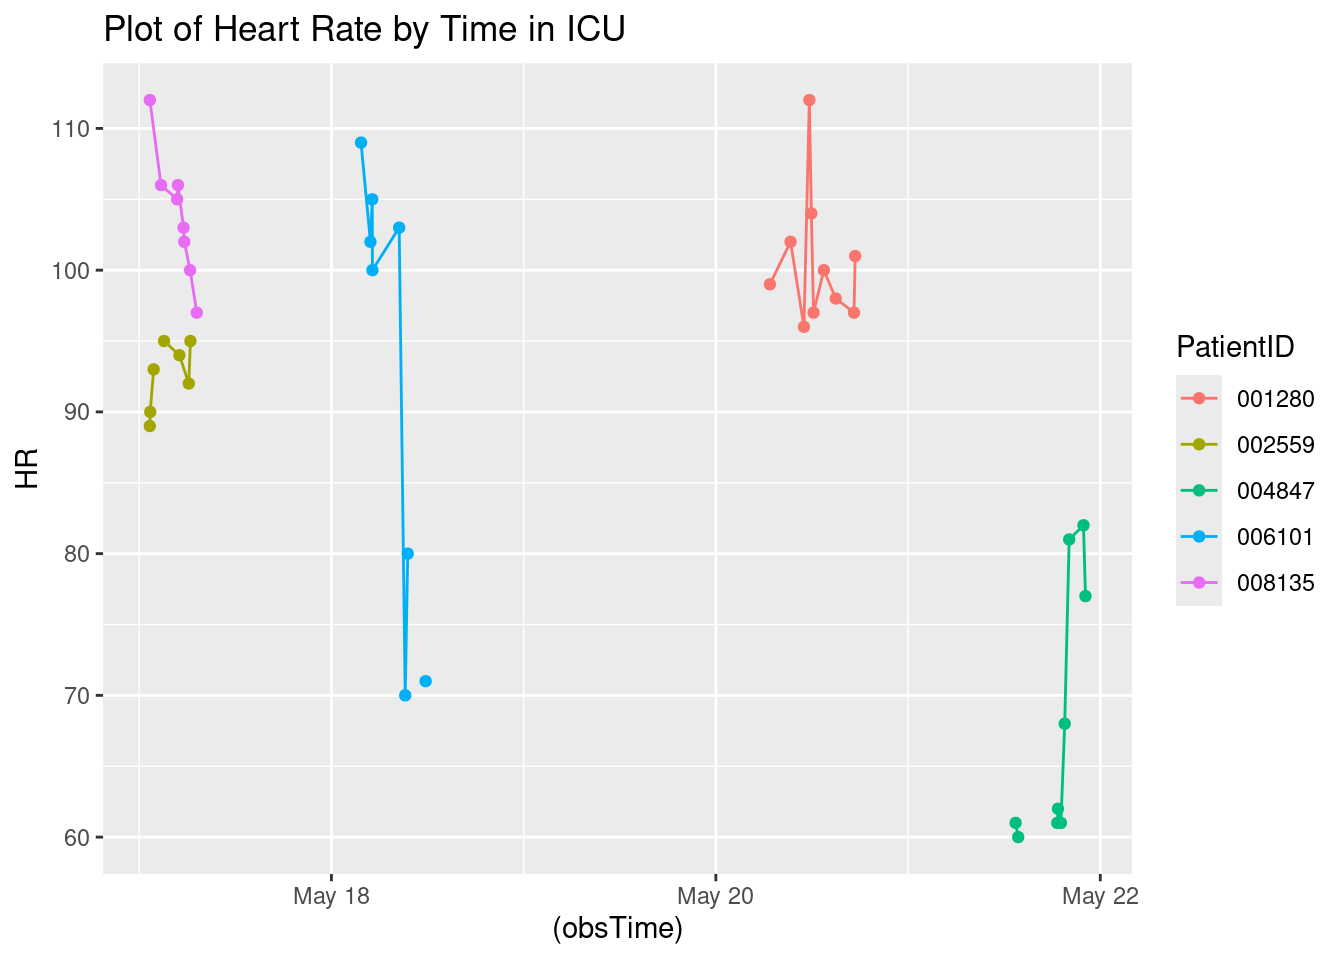 Plot of Heart Rate by Time in ICU
HR
110
100
90
80
70
60
May 18
May 20
May 22
(obsTime)
PatientID
001280
002559
004847
006101
008135